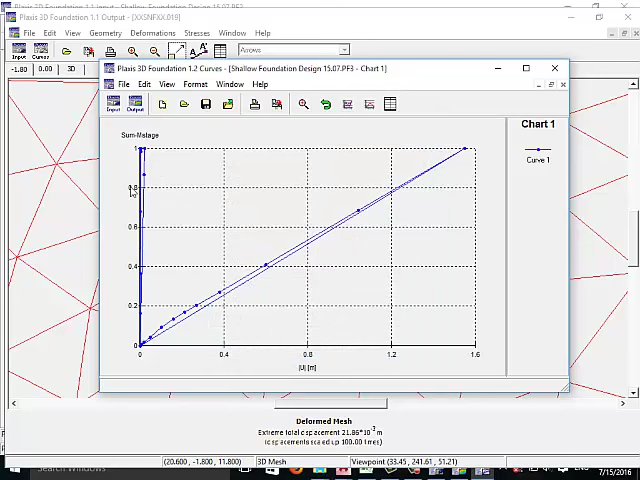 Plaxis 3D Foundation 1.1 Output - [XXSNFXX.019]
File Edit View Geometry Deformations Stresses Window Help
Input Curves
Arrows
-1.80 0.00 3D
Plaxis 3D Foundation 1.2 Curves - [Shallow Foundation Design 15.07.PF3 - Chart 1]
File Edit View Format Window Help
Input Output
Sum-Mstage
Chart 1
Curve 1
1
0.8
0.6
0.4
0.2
0
0 0.4 0.8 1.2 1.6
|U| [m]
Deformed Mesh
Extreme total displacement 21.86*10-3 m
(displacements scaled up 100.00 times)
(20.600, -1.800, 11.800) 3D Mesh Viewpoint (33.45, 241.61, 51.21)
Search Windows
7/15/2016